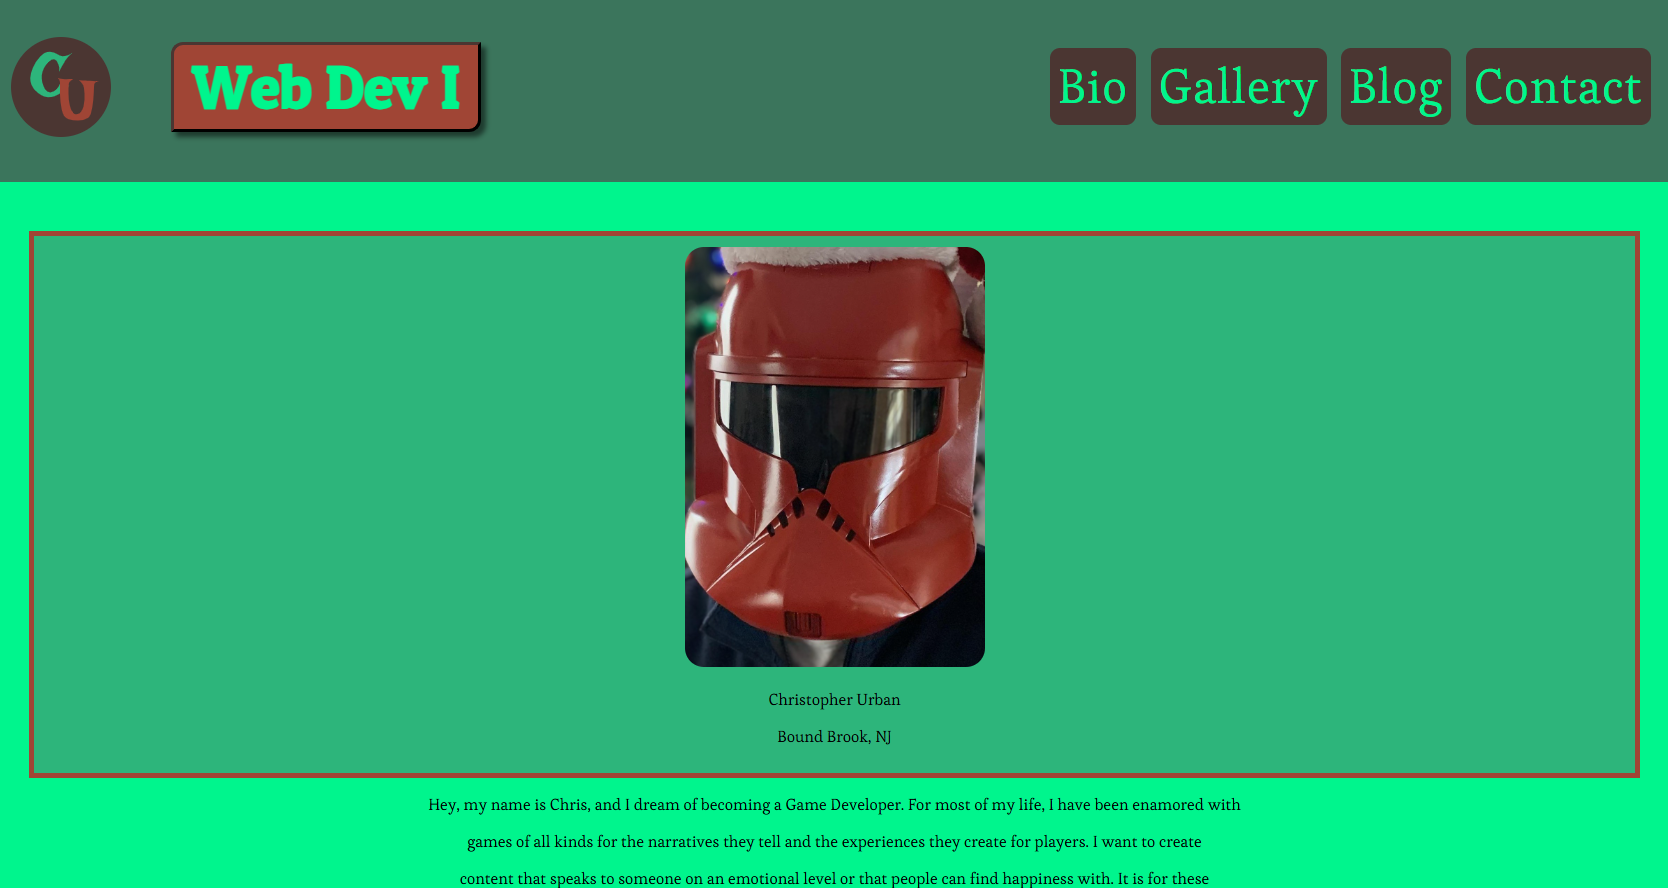 CU
Web Dev I
Bio Gallery Blog Contact
Christopher Urban
Bound Brook, NJ
Hey, my name is Chris, and I dream of becoming a Game Developer. For most of my life, I have been enamored with
games of all kinds for the narratives they tell and the experiences they create for players. I want to create
content that speaks to someone on an emotional level or that people can find happiness with. It is for these